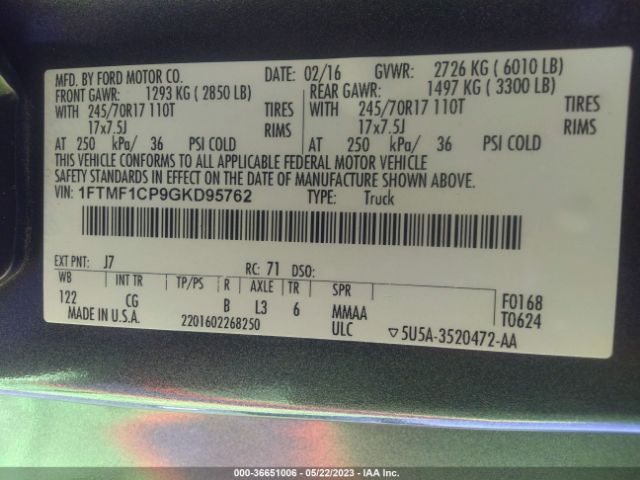 MFD. BY FORD MOTOR CO. DATE: 02/16 GVWR: 2726 KG ( 6010 LB)
FRONT GAWR: 1293 KG ( 2850 LB) REAR GAWR: 1497 KG ( 3300 LB)
WITH 245/70R17 110T TIRES WITH 245/70R17 110T TIRES
17x7.5J RIMS 17x7.5J RIMS
AT 250 kPa/ 36 PSI COLD AT 250 kPa/ 36 PSI COLD
THIS VEHICLE CONFORMS TO ALL APPLICABLE FEDERAL MOTOR VEHICLE
SAFETY STANDARDS IN EFFECT ON THE DATE OF MANUFACTURE SHOWN ABOVE.
VIN: 1FTMF1CP9GKD95762 TYPE: Truck
EXT PNT: J7 RC: 71 DSO:
WB INT TR TP/PS R AXLE TR SPR
122 CG B L3 6 MMAA F0168
MADE IN U.S.A. 2201602268250 ULC T0624
5U5A-3520472-AA
000-36651006 - 05/22/2023 - IAA Inc.